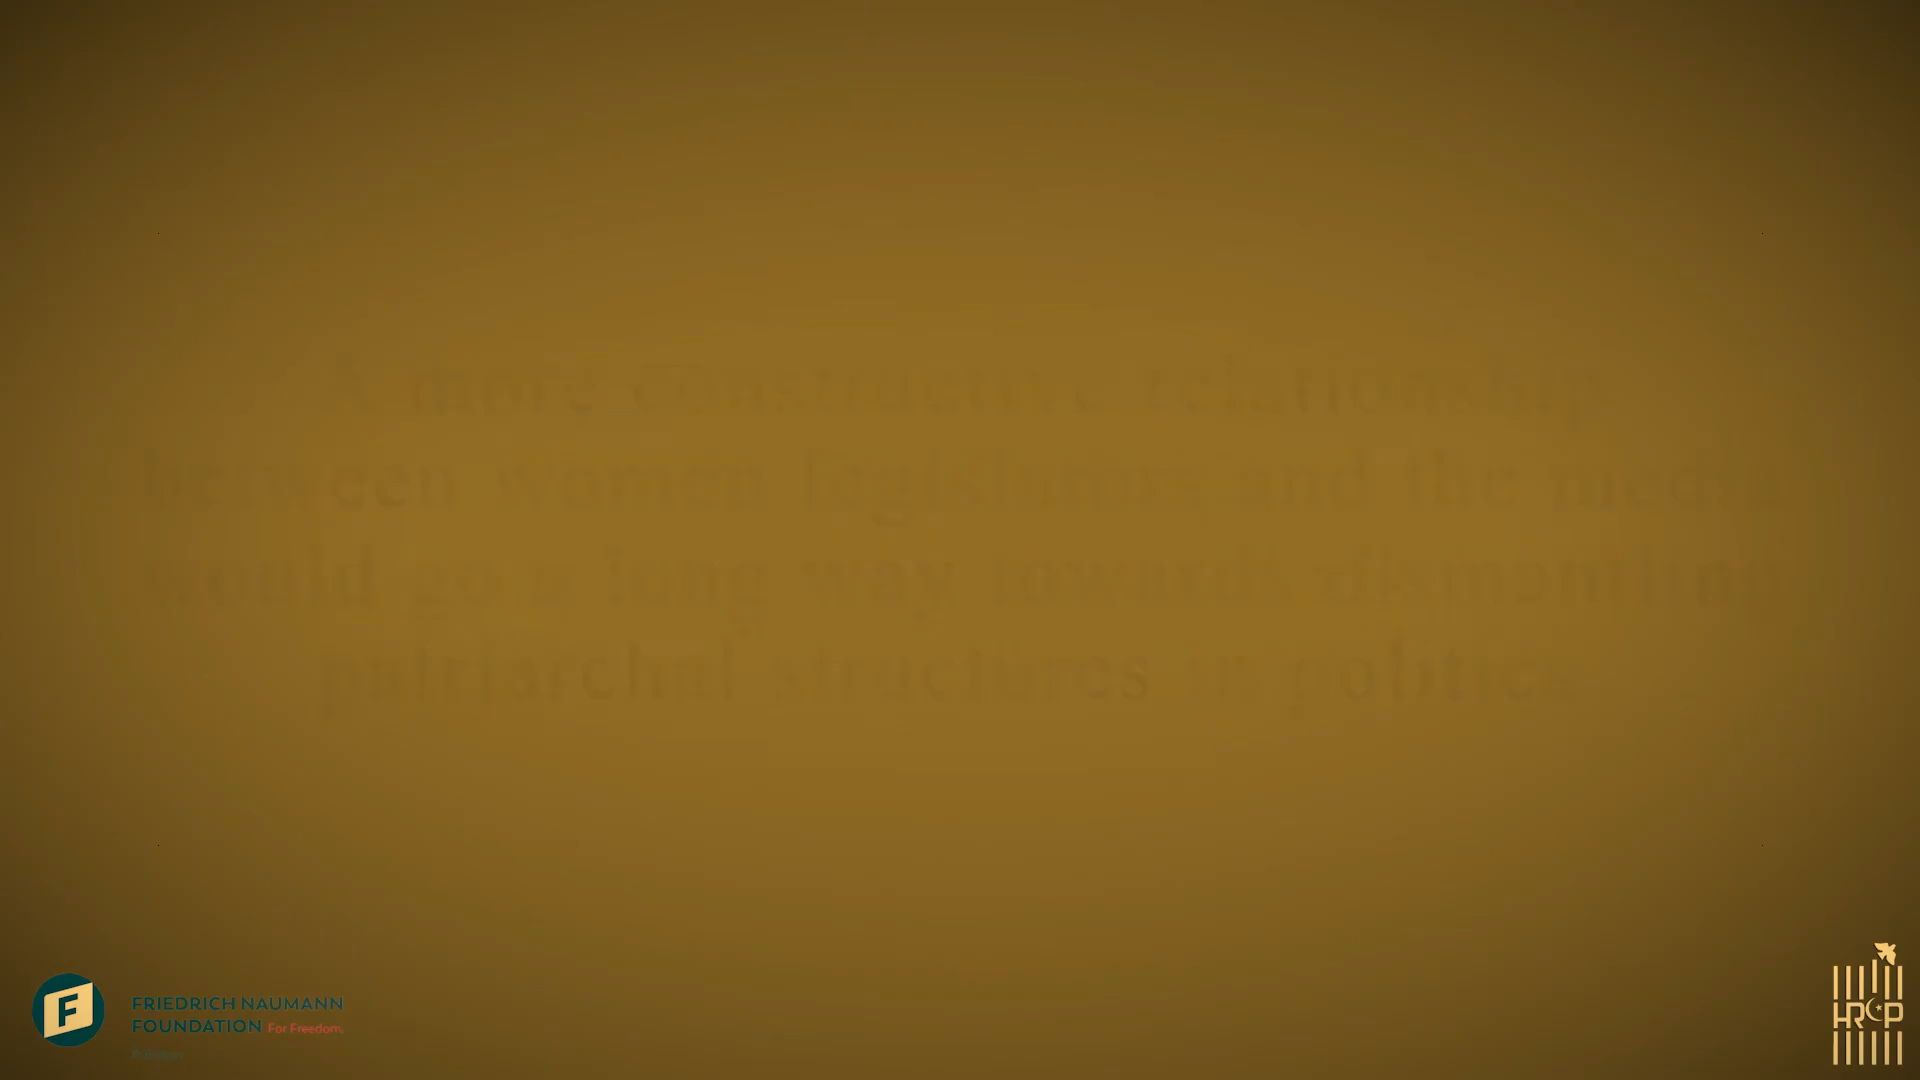 A more constructive relationship
between women legislators and the media
would go a long way towards dismantling
patriarchal structures in politics
FRIEDRICH NAUMANN
FOUNDATION For Freedom.
Pakistan
HRCP